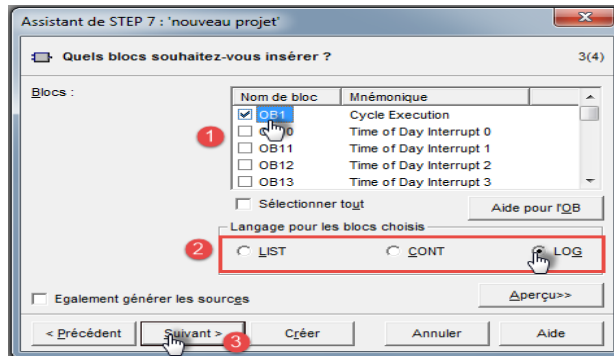 Assistant de STEP 7 : 'nouveau projet'
Quels blocs souhaitez-vous insérer ? 3(4)
Blocs :
Nom de bloc Mnémonique
OB1 Cycle Execution
1
Time of Day Interrupt 0
OB11 Time of Day Interrupt 1
OB12 Time of Day Interrupt 2
OB13 Time of Day Interrupt 3
Sélectionner tout Aide pour l'OB
Langage pour les blocs choisis
2 LIST CONT LOG
Egalement générer les sources Aperçu>>
< Précédent Suivant > 3 Créer Annuler Aide